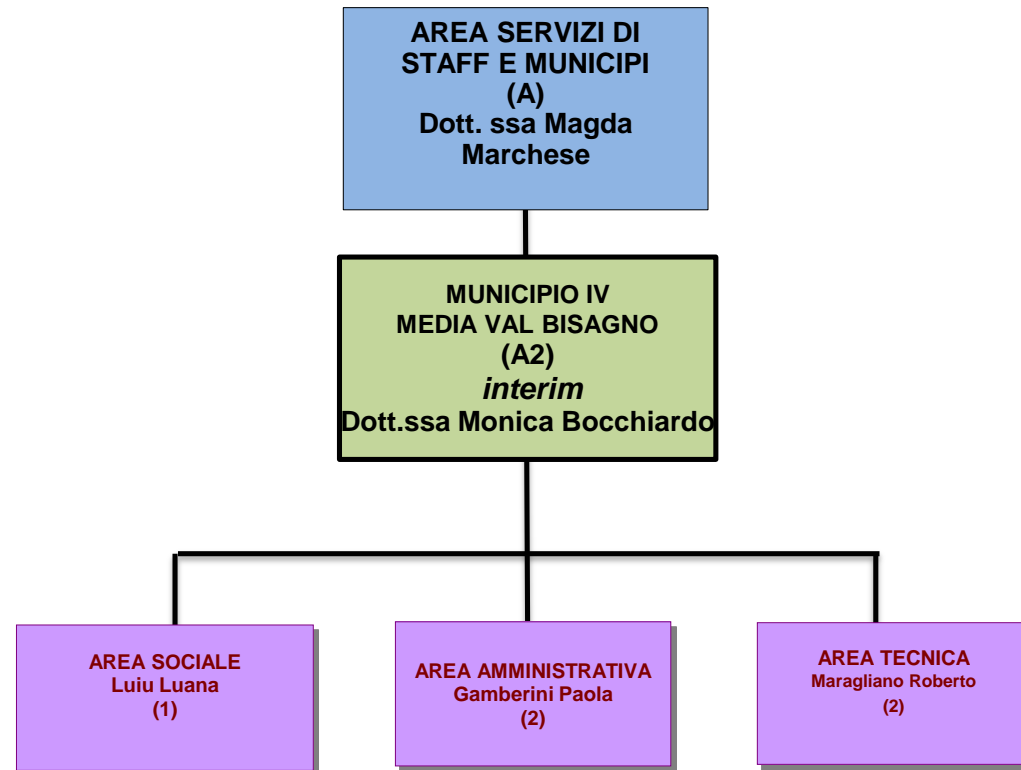 AREA SERVIZI DI
STAFF E MUNICIPI
(A)
Dott. ssa Magda
Marchese
MUNICIPIO IV
MEDIA VAL BISAGNO
(A2)
interim
Dott.ssa Monica Bocchiardo
AREA SOCIALE
Luiu Luana
(1)
AREA AMMINISTRATIVA
Gamberini Paola
(2)
AREA TECNICA
Maragliano Roberto
(2)